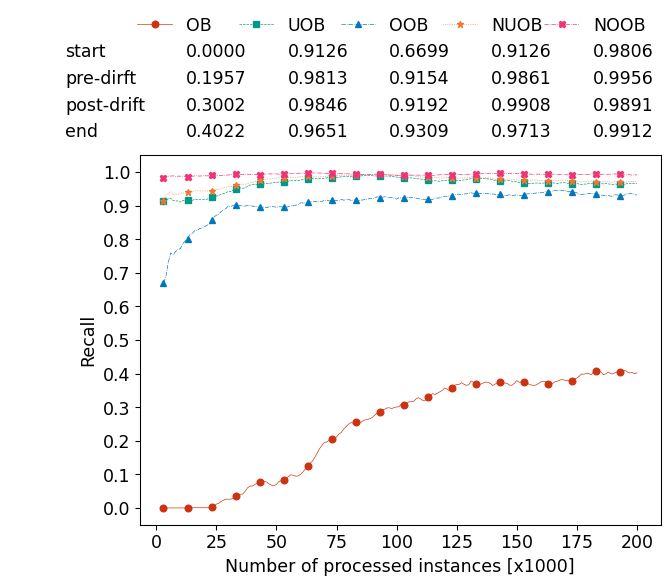 OB UOB OOB NUOB NOOB
start 0.0000 0.9126 0.6699 0.9126 0.9806
pre-dirft 0.1957 0.9813 0.9154 0.9861 0.9956
post-drift 0.3002 0.9846 0.9192 0.9908 0.9891
end 0.4022 0.9651 0.9309 0.9713 0.9912
1.0
0.9
0.8
0.7
0.6
0.5
0.4
0.3
0.2
0.1
0.0
Recall
0 25 50 75 100 125 150 175 200
Number of processed instances [x1000]